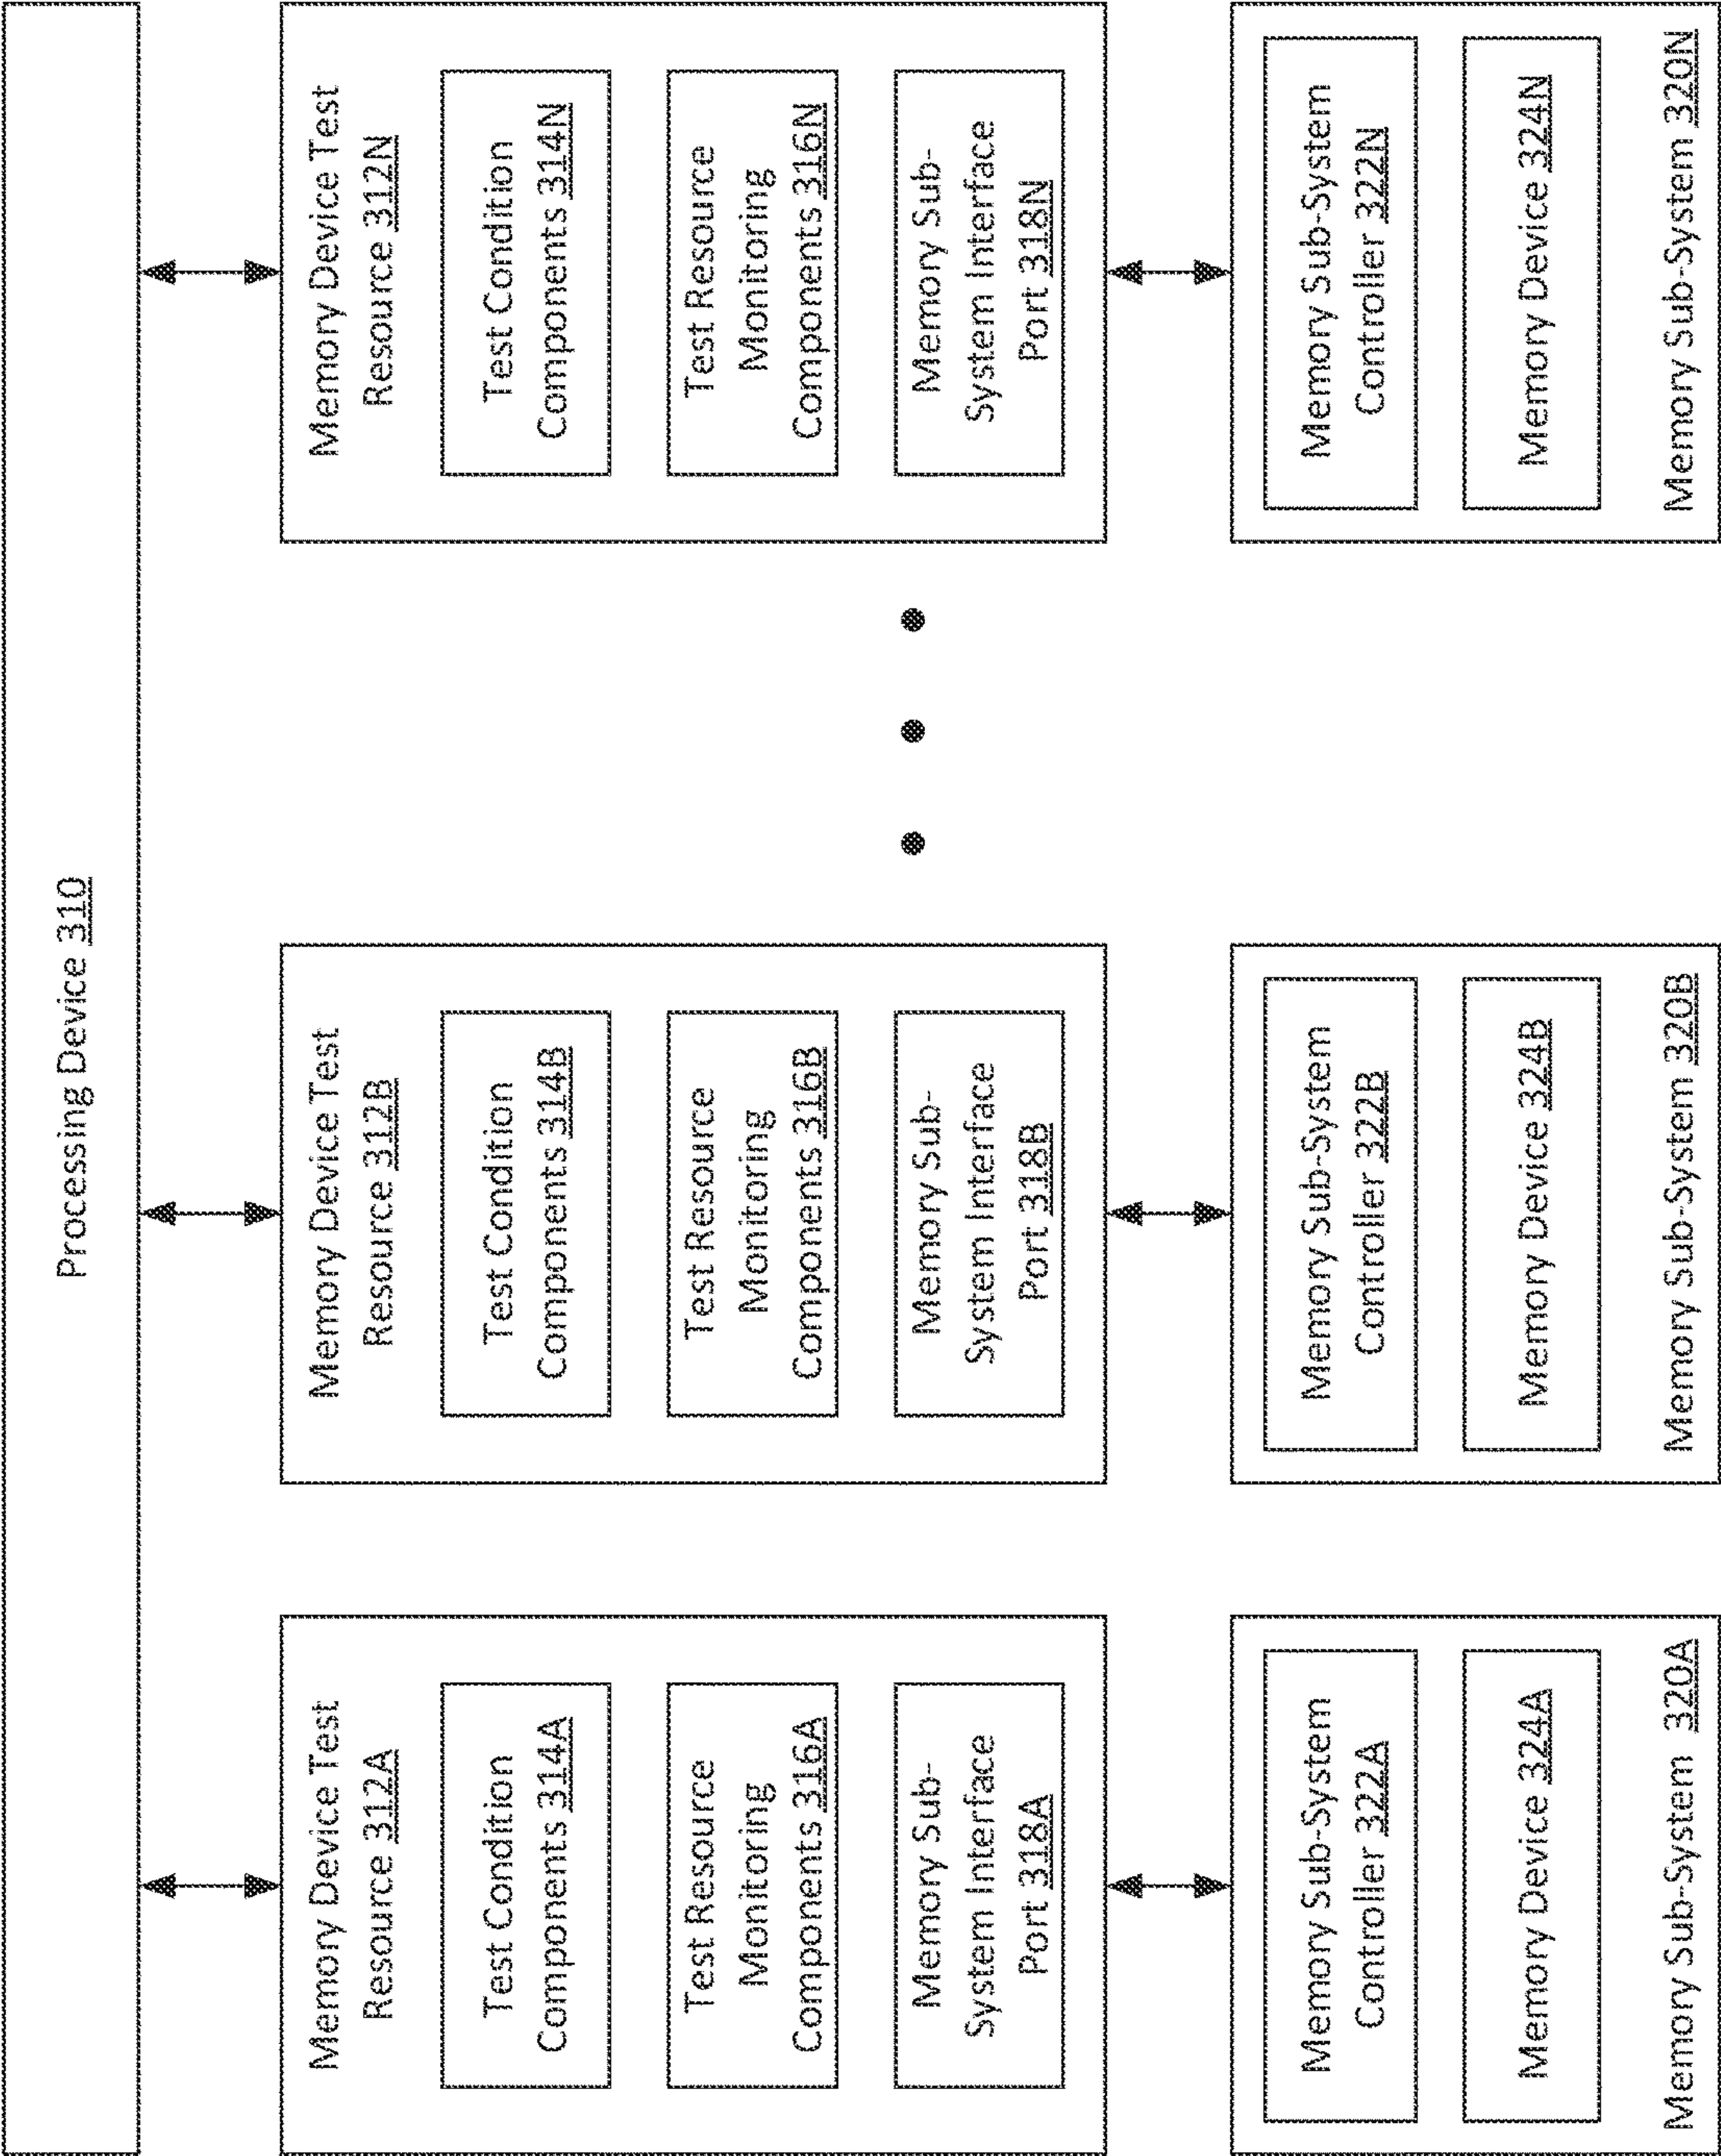 Processing Device 310
Memory Device Test
Resource 312A
Test Condition
Components 314A
Test Resource
Monitoring
Components 316A
Memory Sub-
System Interface
Port 318A
Memory Sub-System
Controller 322A
Memory Device 324A
Memory Sub-System 320A
Memory Device Test
Resource 312B
Test Condition
Components 314B
Test Resource
Monitoring
Components 316B
Memory Sub-
System Interface
Port 318B
Memory Sub-System
Controller 322B
Memory Device 324B
Memory Sub-System 320B
Memory Device Test
Resource 312N
Test Condition
Components 314N
Test Resource
Monitoring
Components 316N
Memory Sub-
System Interface
Port 318N
Memory Sub-System
Controller 322N
Memory Device 324N
Memory Sub-System 320N